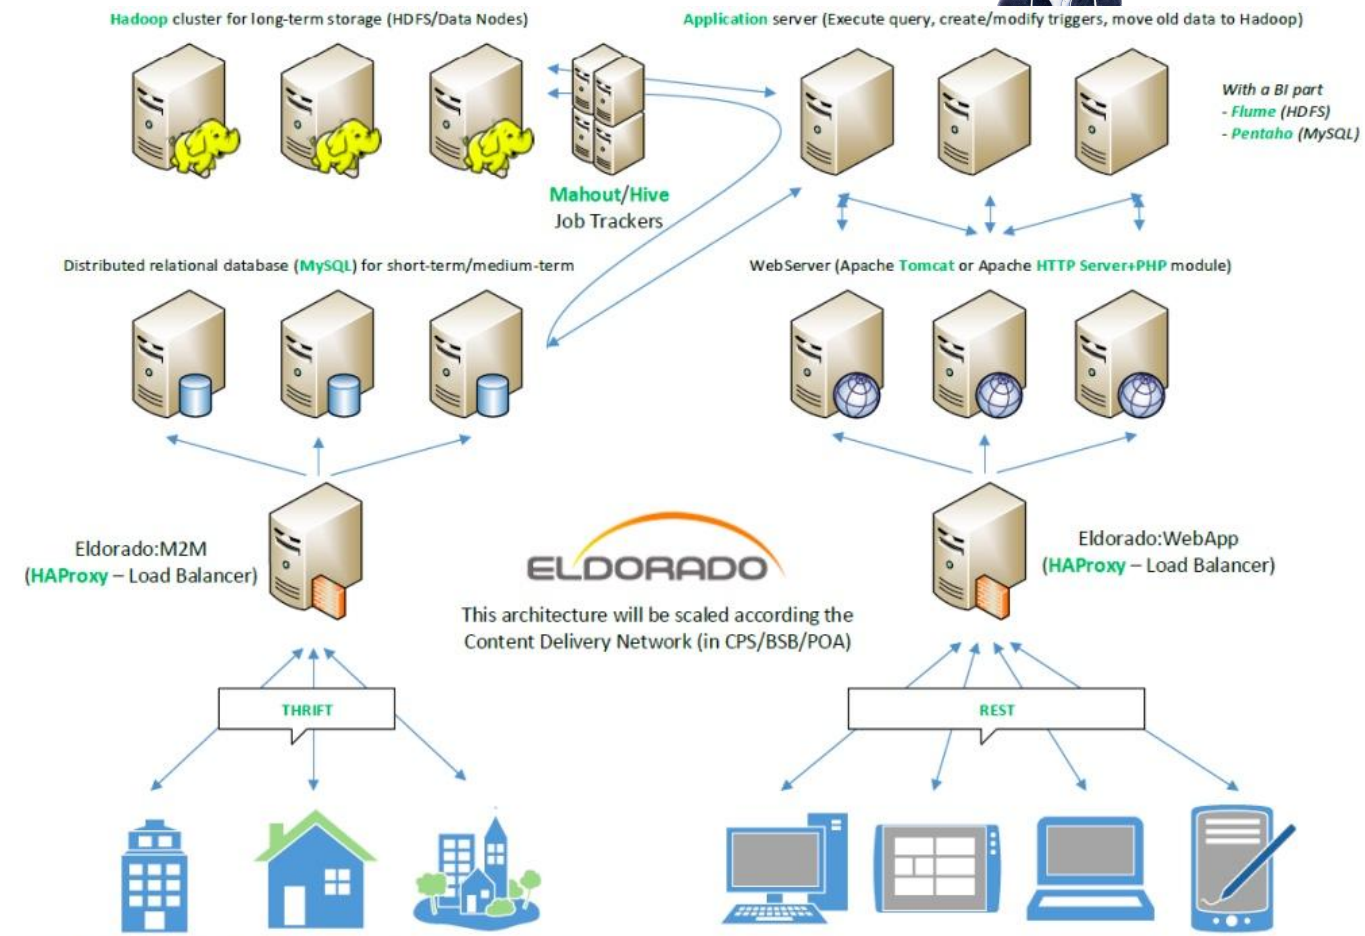 Hadoop cluster for long-term storage (HDFS/Data Nodes)
Application server (Execute query, create/modify triggers, move old data to Hadoop)
With a BI part
- Flume (HDFS)
- Pentaho (MySQL)
Mahout/Hive
Job Trackers
Distributed relational database (MySQL) for short-term/medium-term
WebServer (Apache Tomcat or Apache HTTP Server+PHP module)
Eldorado:M2M
(HAProxy – Load Balancer)
ELDORADO
This architecture will be scaled according the
Content Delivery Network (in CPS/BSB/POA)
Eldorado:WebApp
(HAProxy – Load Balancer)
THRIFT
REST